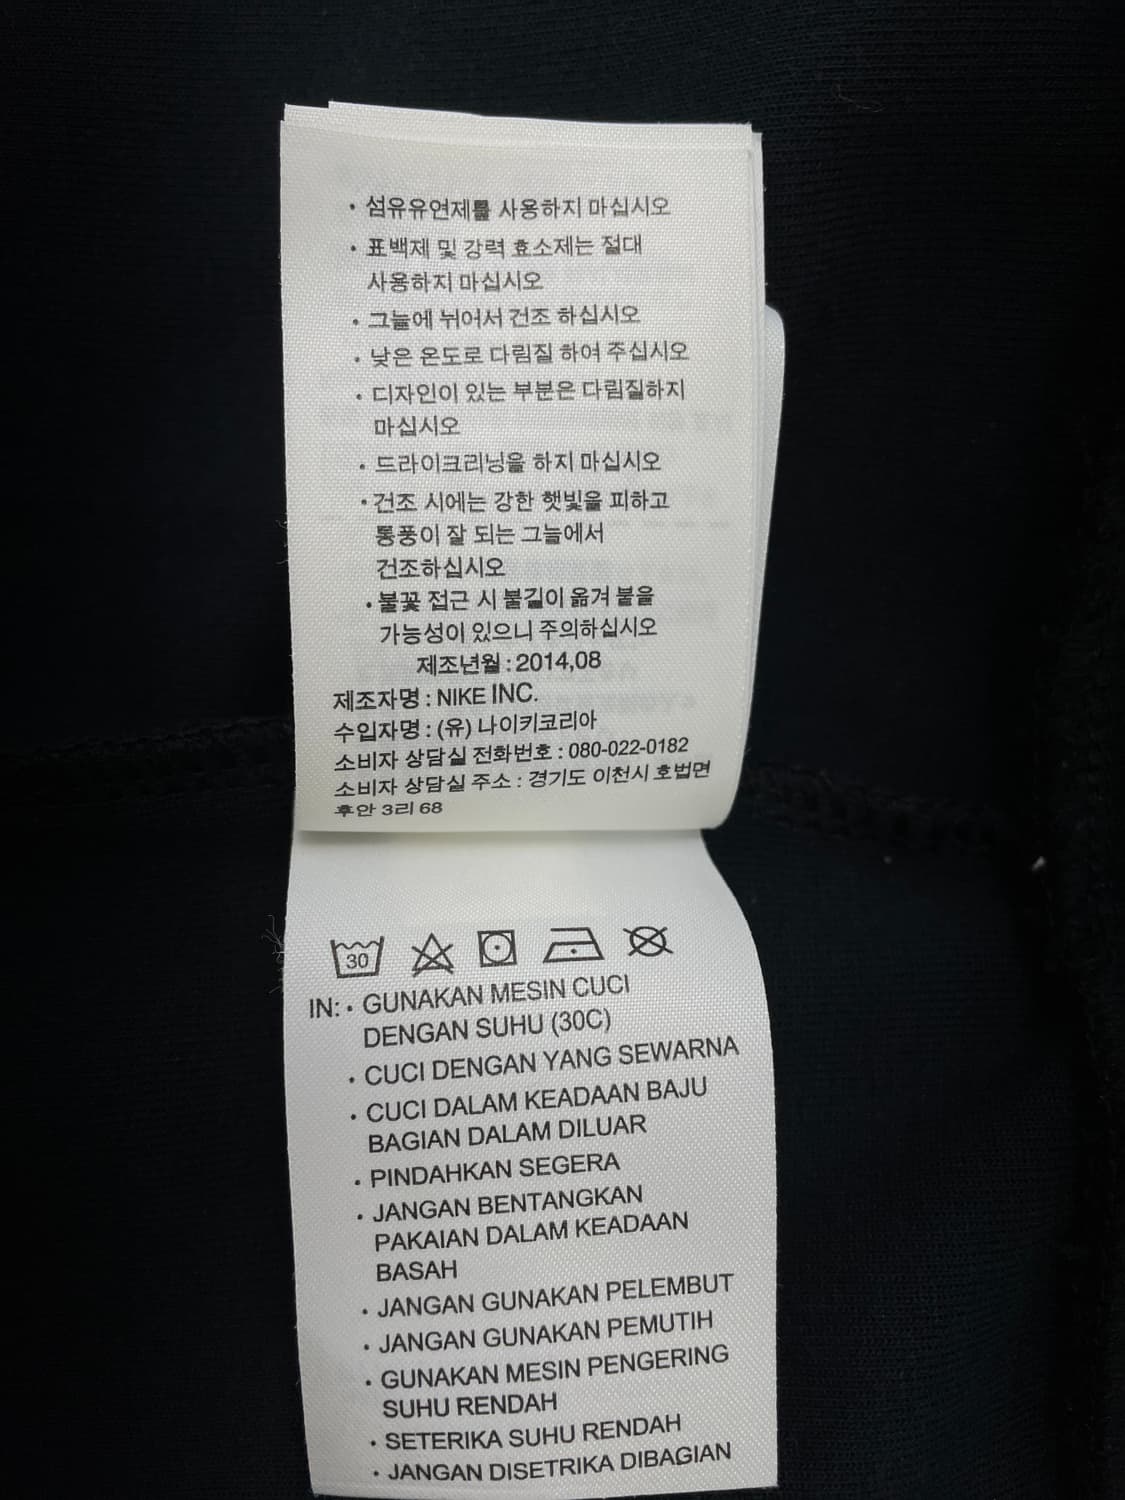 · 섬유유연제를 사용하지 마십시오
· 표백제 및 강력 효소제는 절대
사용하지 마십시오
· 그늘에 뉘어서 건조 하십시오
· 낮은 온도로 다림질 하여 주십시오
· 디자인이 있는 부분은 다림질하지
마십시오
· 드라이크리닝을 하지 마십시오
· 건조 시에는 강한 햇빛을 피하고
통풍이 잘 되는 그늘에서
건조하십시오
· 불꽃 접근 시 불길이 옮겨 붙을
가능성이 있으니 주의하십시오
제조년월 : 2014,08
제조자명 : NIKE INC.
수입자명 : (유) 나이키코리아
소비자 상담실 전화번호 : 080-022-0182
소비자 상담실 주소 : 경기도 이천시 호법면
후안 3리 68
30
IN: · GUNAKAN MESIN CUCI
DENGAN SUHU (30C)
· CUCI DENGAN YANG SEWARNA
· CUCI DALAM KEADAAN BAJU
BAGIAN DALAM DILUAR
· PINDAHKAN SEGERA
· JANGAN BENTANGKAN
PAKAIAN DALAM KEADAAN
BASAH
· JANGAN GUNAKAN PELEMBUT
· JANGAN GUNAKAN PEMUTIH
· GUNAKAN MESIN PENGERING
SUHU RENDAH
· SETERIKA SUHU RENDAH
· JANGAN DISETRIKA DIBAGIAN